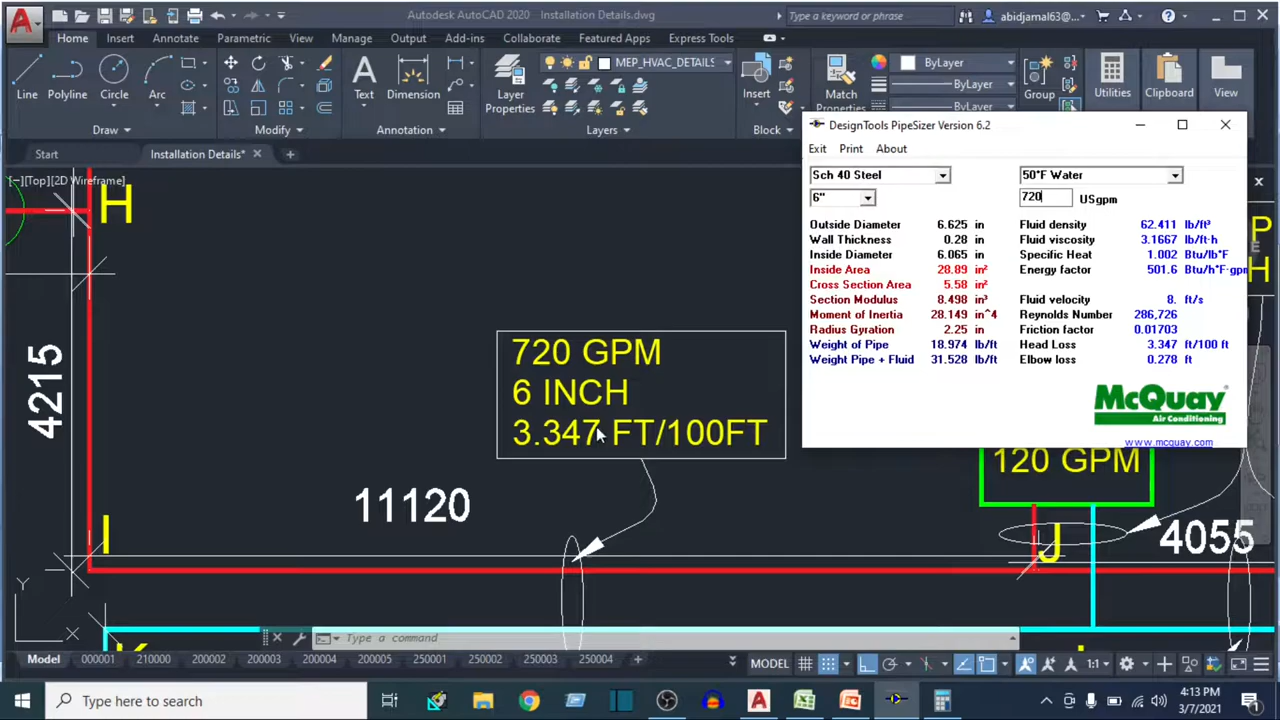 Autodesk AutoCAD 2020 Installation Details.dwg
Type a keyword or phrase
abidjamal63@...
Home Insert Annotate Parametric View Manage Output Add-ins Collaborate Featured Apps Express Tools
Line Polyline Circle Arc
Text Dimension
Layer Properties
MEP_HVAC_DETAILS
Insert
Match Properties
ByLayer
ByLayer
ByLayer
Group Utilities Clipboard View
Draw Modify Annotation Layers Block
Start Installation Details*
[−][Top][2D Wireframe]
DesignTools PipeSizer Version 6.2
Exit Print About
Sch 40 Steel 50°F Water
6" 720 USgpm
Outside Diameter 6.625 in Fluid density 62.411 lb/ft³
Wall Thickness 0.28 in Fluid viscosity 3.1667 lb/ft·h
Inside Diameter 6.065 in Specific Heat 1.002 Btu/lb°F
Inside Area 28.89 in² Energy factor 501.6 Btu/h°F·gpm
Cross Section Area 5.58 in²
Section Modulus 8.498 in³ Fluid velocity 8. ft/s
Moment of Inertia 28.149 in^4 Reynolds Number 286,726
Radius Gyration 2.25 in Friction factor 0.01703
Weight of Pipe 18.974 lb/ft Head Loss 3.347 ft/100 ft
Weight Pipe + Fluid 31.528 lb/ft Elbow loss 0.278 ft
McQuay
Air Conditioning
www.mcquay.com
H
P
H
4215
720 GPM
6 INCH
3.347 FT/100FT
120 GPM
11120
I
J
4055
Y
K
Type a command
Model 000001 210000 200002 200003 200004 200005 250001 250002 250003 250004
MODEL
1:1
Type here to search
4:13 PM
3/7/2021